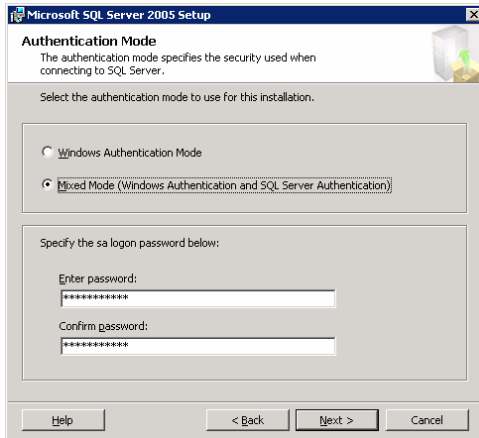 Microsoft SQL Server 2005 Setup
Authentication Mode
The authentication mode specifies the security used when
connecting to SQL Server.
Select the authentication mode to use for this installation.
Windows Authentication Mode
Mixed Mode (Windows Authentication and SQL Server Authentication)
Specify the sa logon password below:
Enter password:
***********
Confirm password:
***********
Help
< Back
Next >
Cancel